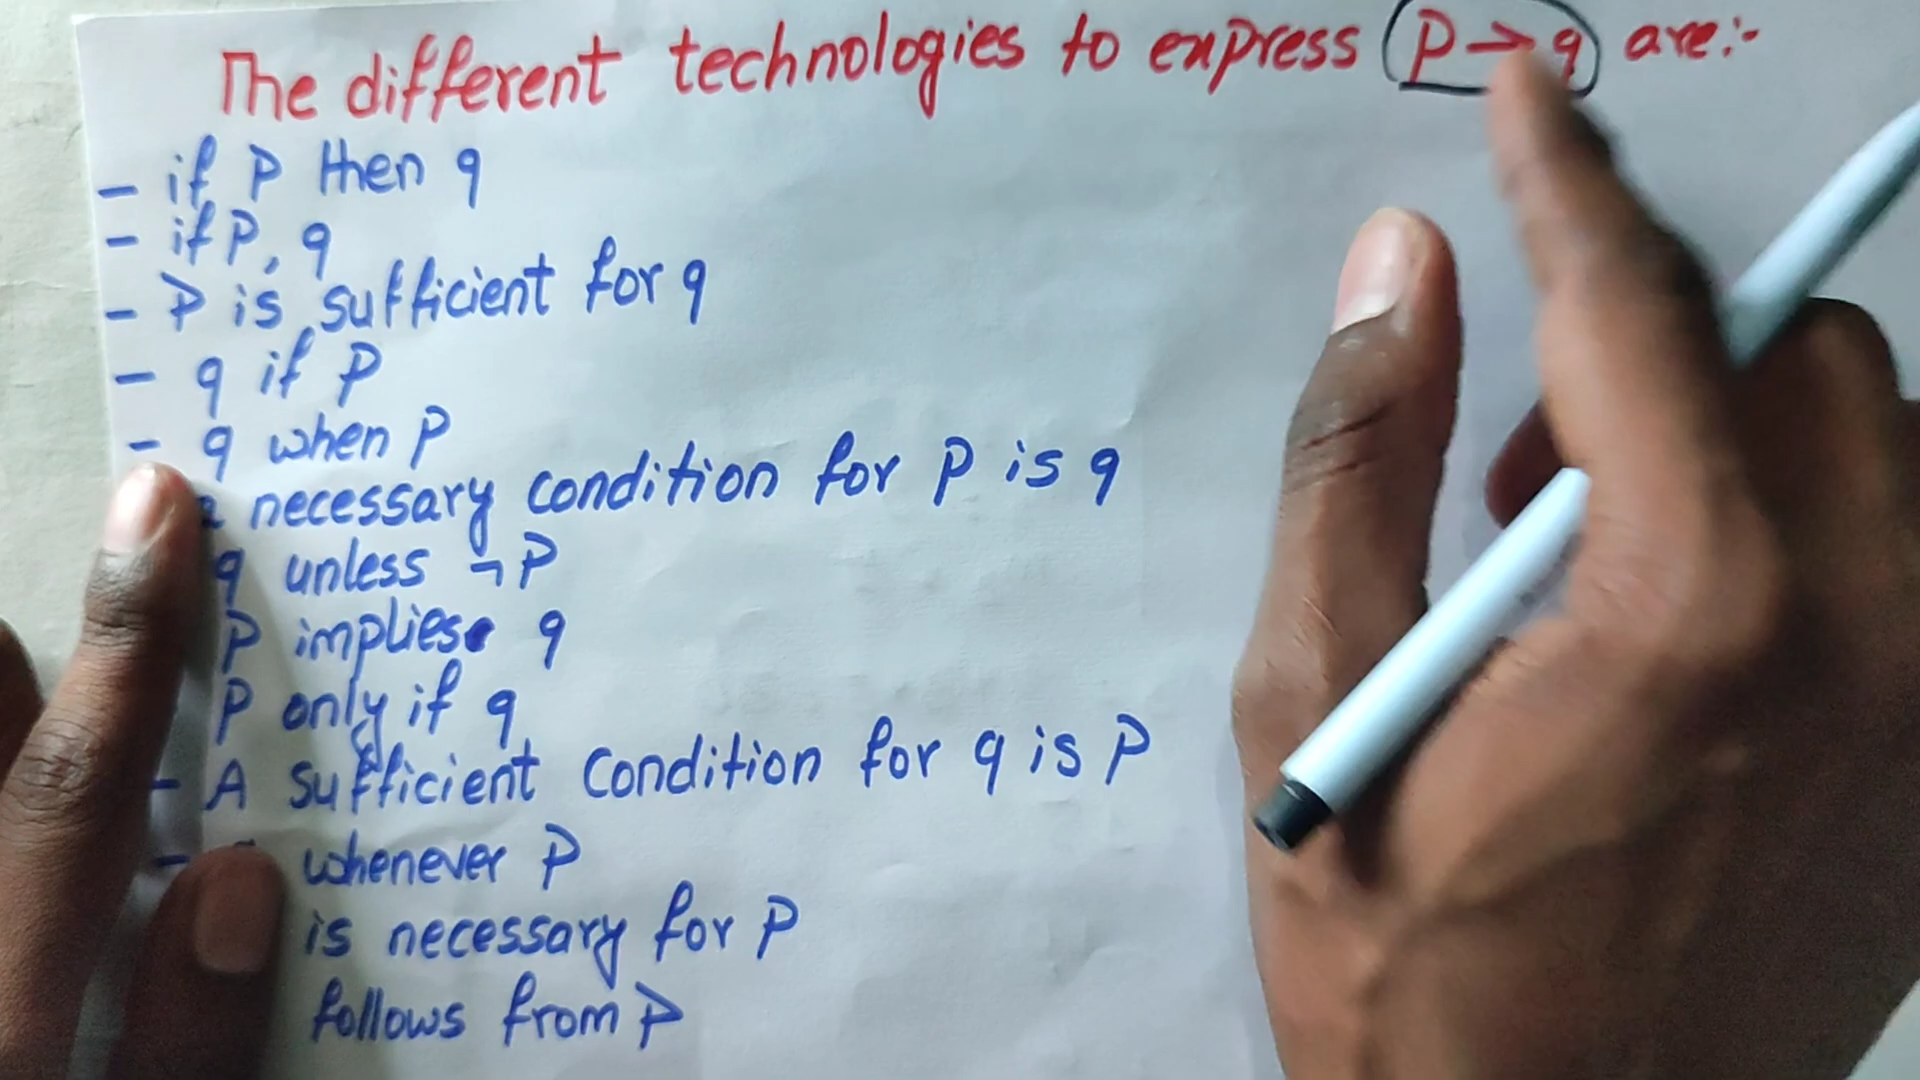 The different technologies to express P → q are:-
- if P then q
- if P, q
- P is sufficient for q
- q if P
- q when P
a necessary condition for P is q
q unless ¬P
P implies q
P only if q
- A sufficient condition for q is P
- whenever P
is necessary for P
follows from P